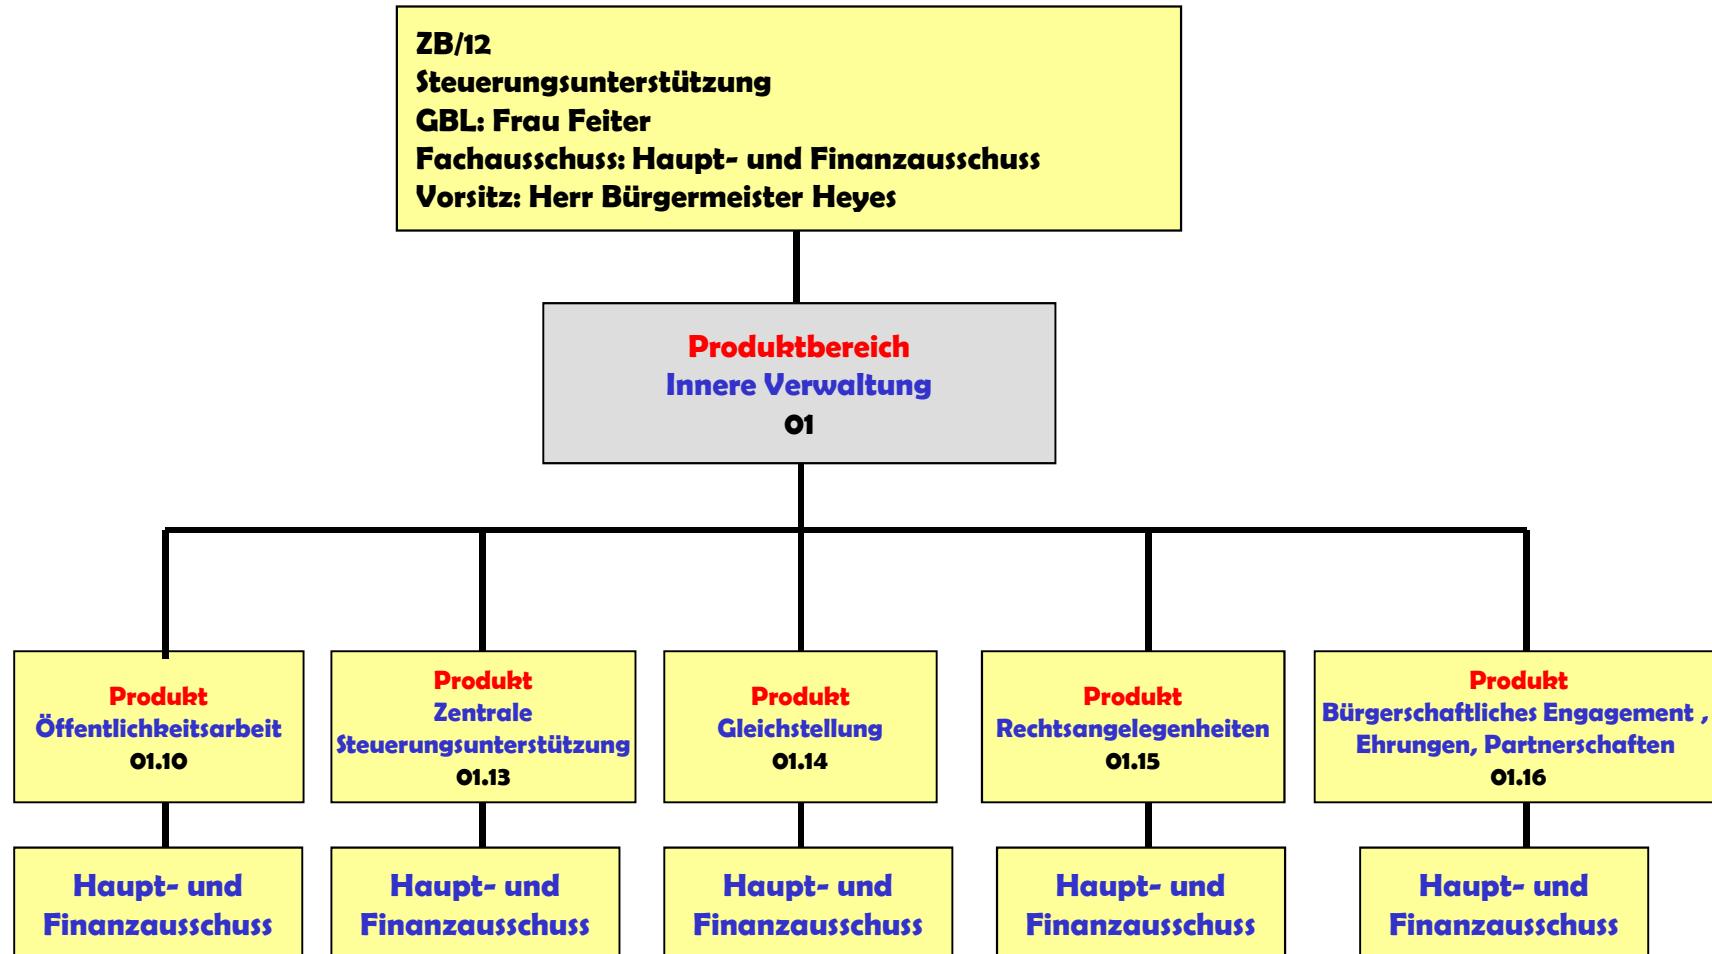 ZB/12
Steuerungsunterstützung
GBL: Frau Feiter
Fachausschuss: Haupt- und Finanzausschuss
Vorsitz: Herr Bürgermeister Heyes
Produktbereich
Innere Verwaltung
01
Produkt
Öffentlichkeitsarbeit
01.10
Produkt
Zentrale
Steuerungsunterstützung
01.13
Produkt
Gleichstellung
01.14
Produkt
Rechtsangelegenheiten
01.15
Produkt
Bürgerschaftliches Engagement ,
Ehrungen, Partnerschaften
01.16
Haupt- und
Finanzausschuss
Haupt- und
Finanzausschuss
Haupt- und
Finanzausschuss
Haupt- und
Finanzausschuss
Haupt- und
Finanzausschuss